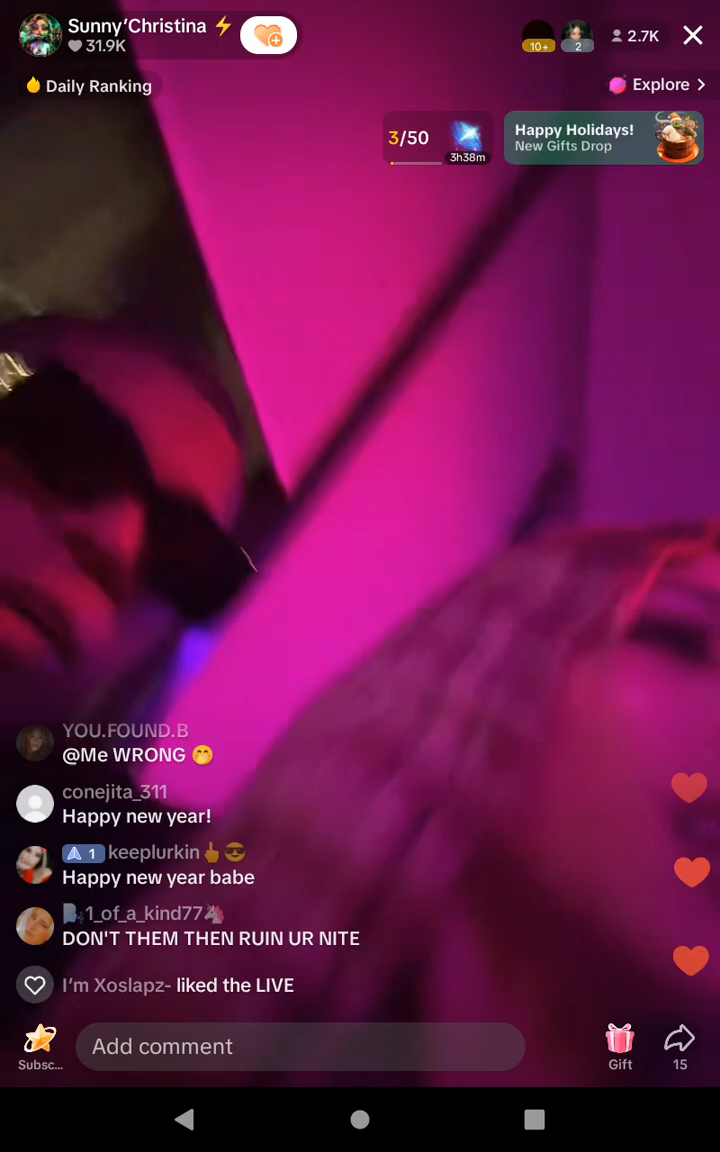 Sunny'Christina ⚡
31.9K
10+
2
2.7K
Daily Ranking
Explore
3/50
3h38m
Happy Holidays!
New Gifts Drop
YOU.FOUND.B
@Me WRONG 🤭
conejita_311
Happy new year!
1 keeplurkin🖕😎
Happy new year babe
🌬1_of_a_kind77🦄
DON'T THEM THEN RUIN UR NITE
I'm Xoslapz- liked the LIVE
Add comment
Subsc...
Gift
15